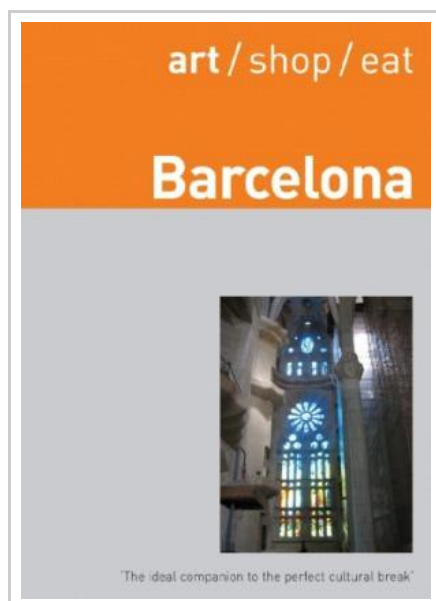 art / shop / eat
Barcelona
'The ideal companion to the perfect cultural break'